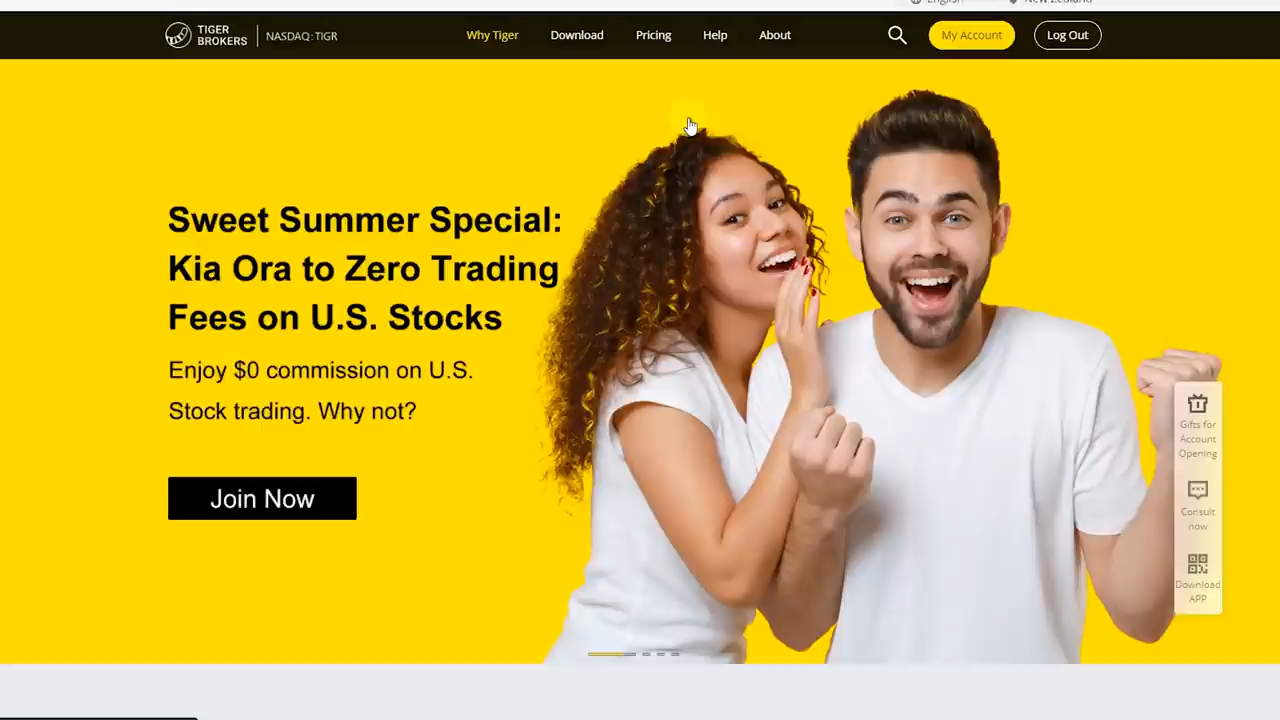 English
New Zealand
TIGER
BROKERS
NASDAQ: TIGR
Why Tiger
Download
Pricing
Help
About
My Account
Log Out
Sweet Summer Special:
Kia Ora to Zero Trading
Fees on U.S. Stocks
Enjoy $0 commission on U.S.
Stock trading. Why not?
Join Now
Gifts for
Account
Opening
Consult
now
Download
APP